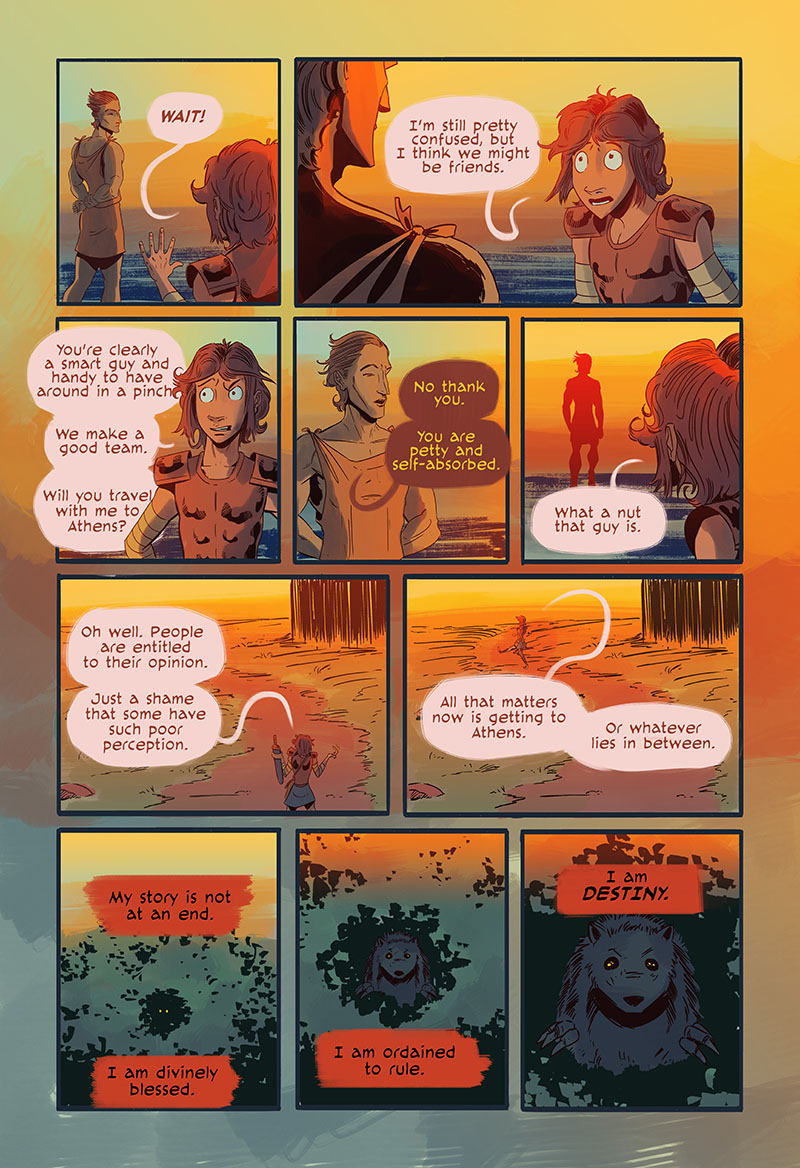 WAIT!
I'm still pretty
confused, but
I think we might
be friends.
You're clearly
a smart guy and
handy to have
around in a pinch.
We make a
good team.
Will you travel
with me to
Athens?
No thank
you.
You are
petty and
self-absorbed.
What a nut
that guy is.
Oh well. People
are entitled
to their opinion.
Just a shame
that some have
such poor
perception.
All that matters
now is getting to
Athens.
Or whatever
lies in between.
My story is not
at an end.
I am divinely
blessed.
I am ordained
to rule.
I am
DESTINY.